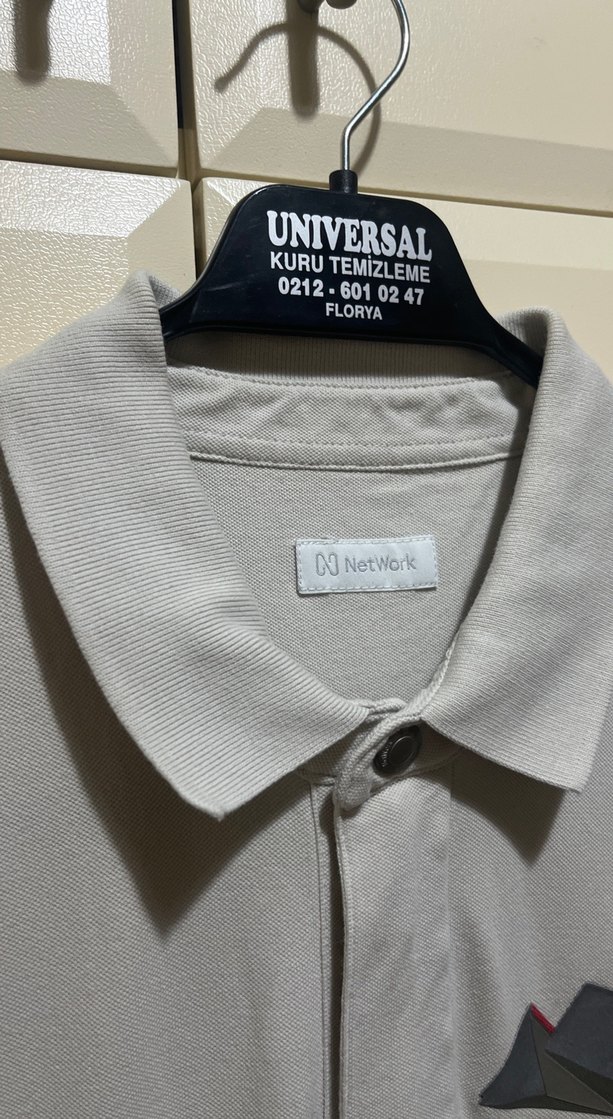 UNIVERSAL
KURU TEMİZLEME
0212 - 601 02 47
FLORYA
NetWork